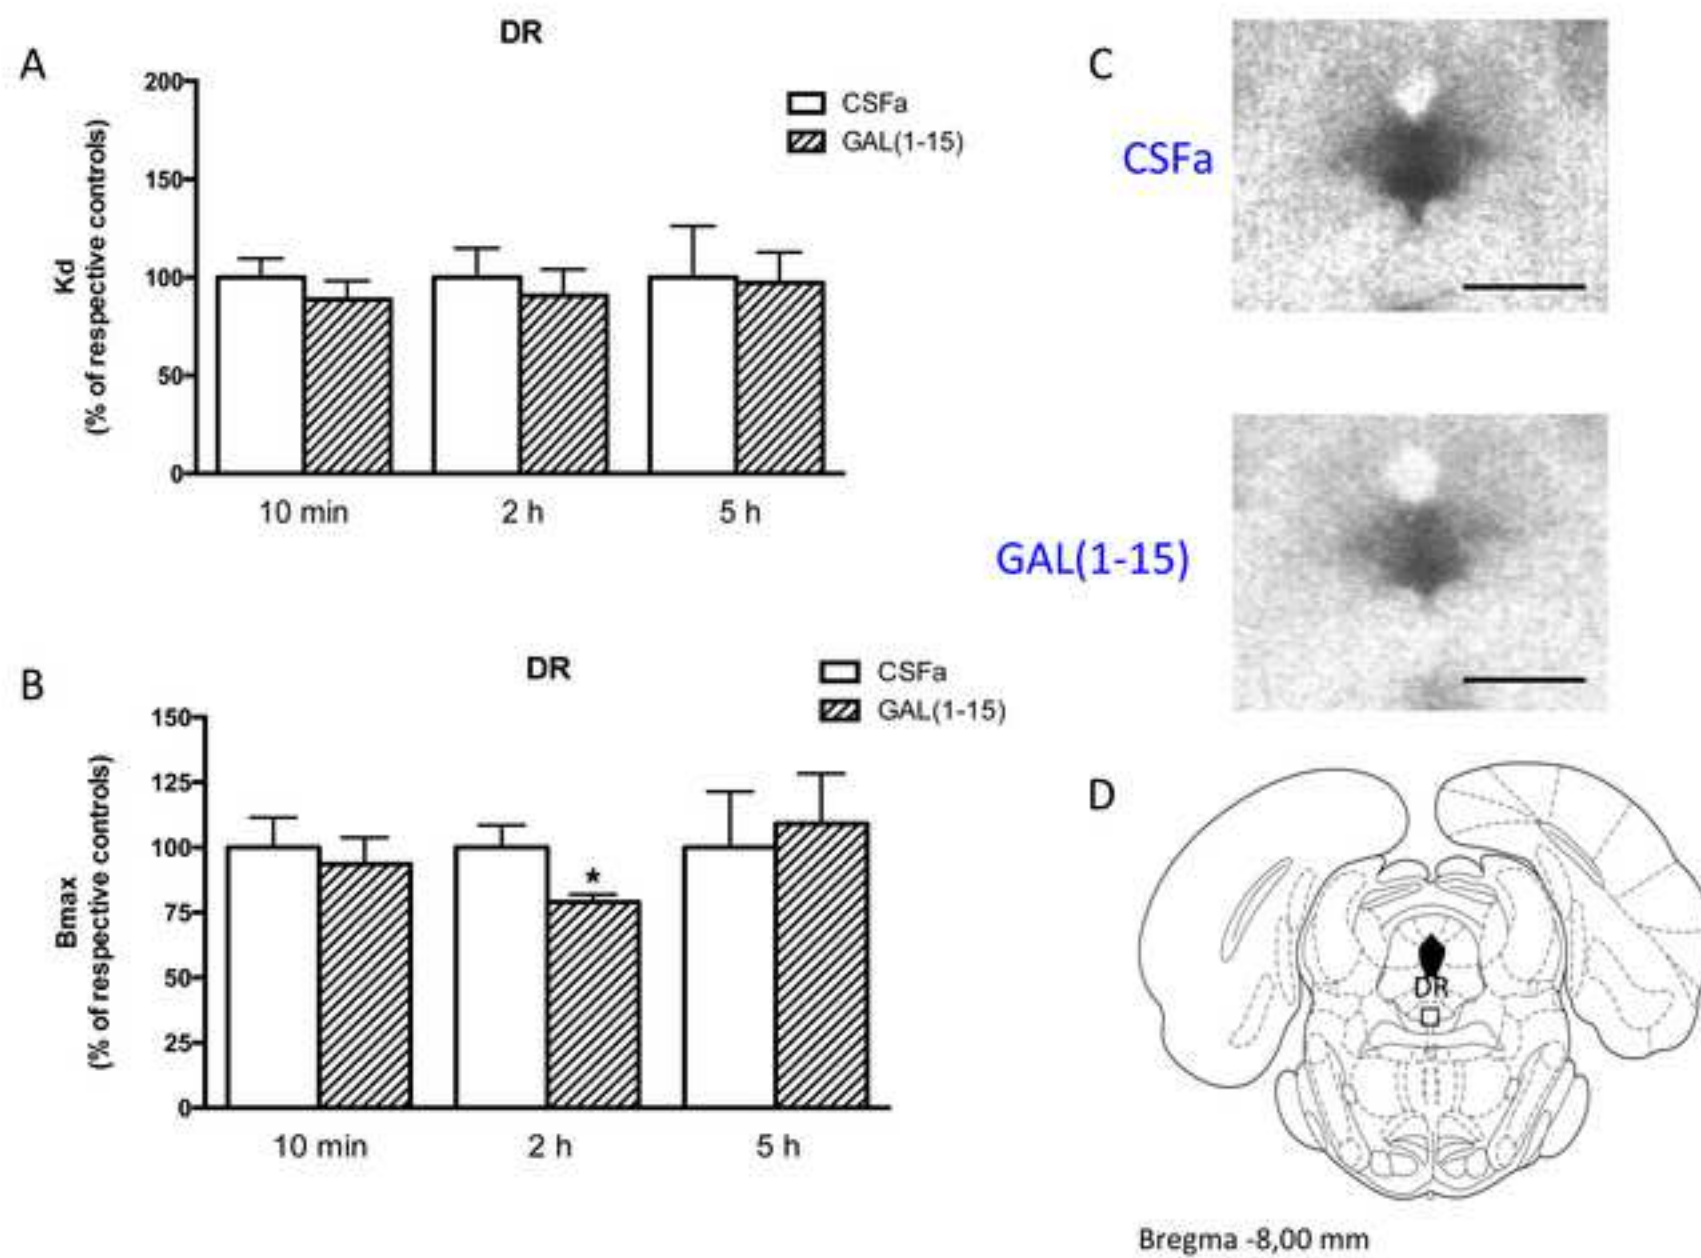 A
DR
CSFa
GAL(1-15)
Kd
(% of respective controls)
200
150
100
50
0
10 min
2 h
5 h
B
DR
CSFa
GAL(1-15)
Bmax
(% of respective controls)
150
125
100
75
50
25
0
*
10 min
2 h
5 h
C
CSFa
GAL(1-15)
D
DR
Bregma -8,00 mm